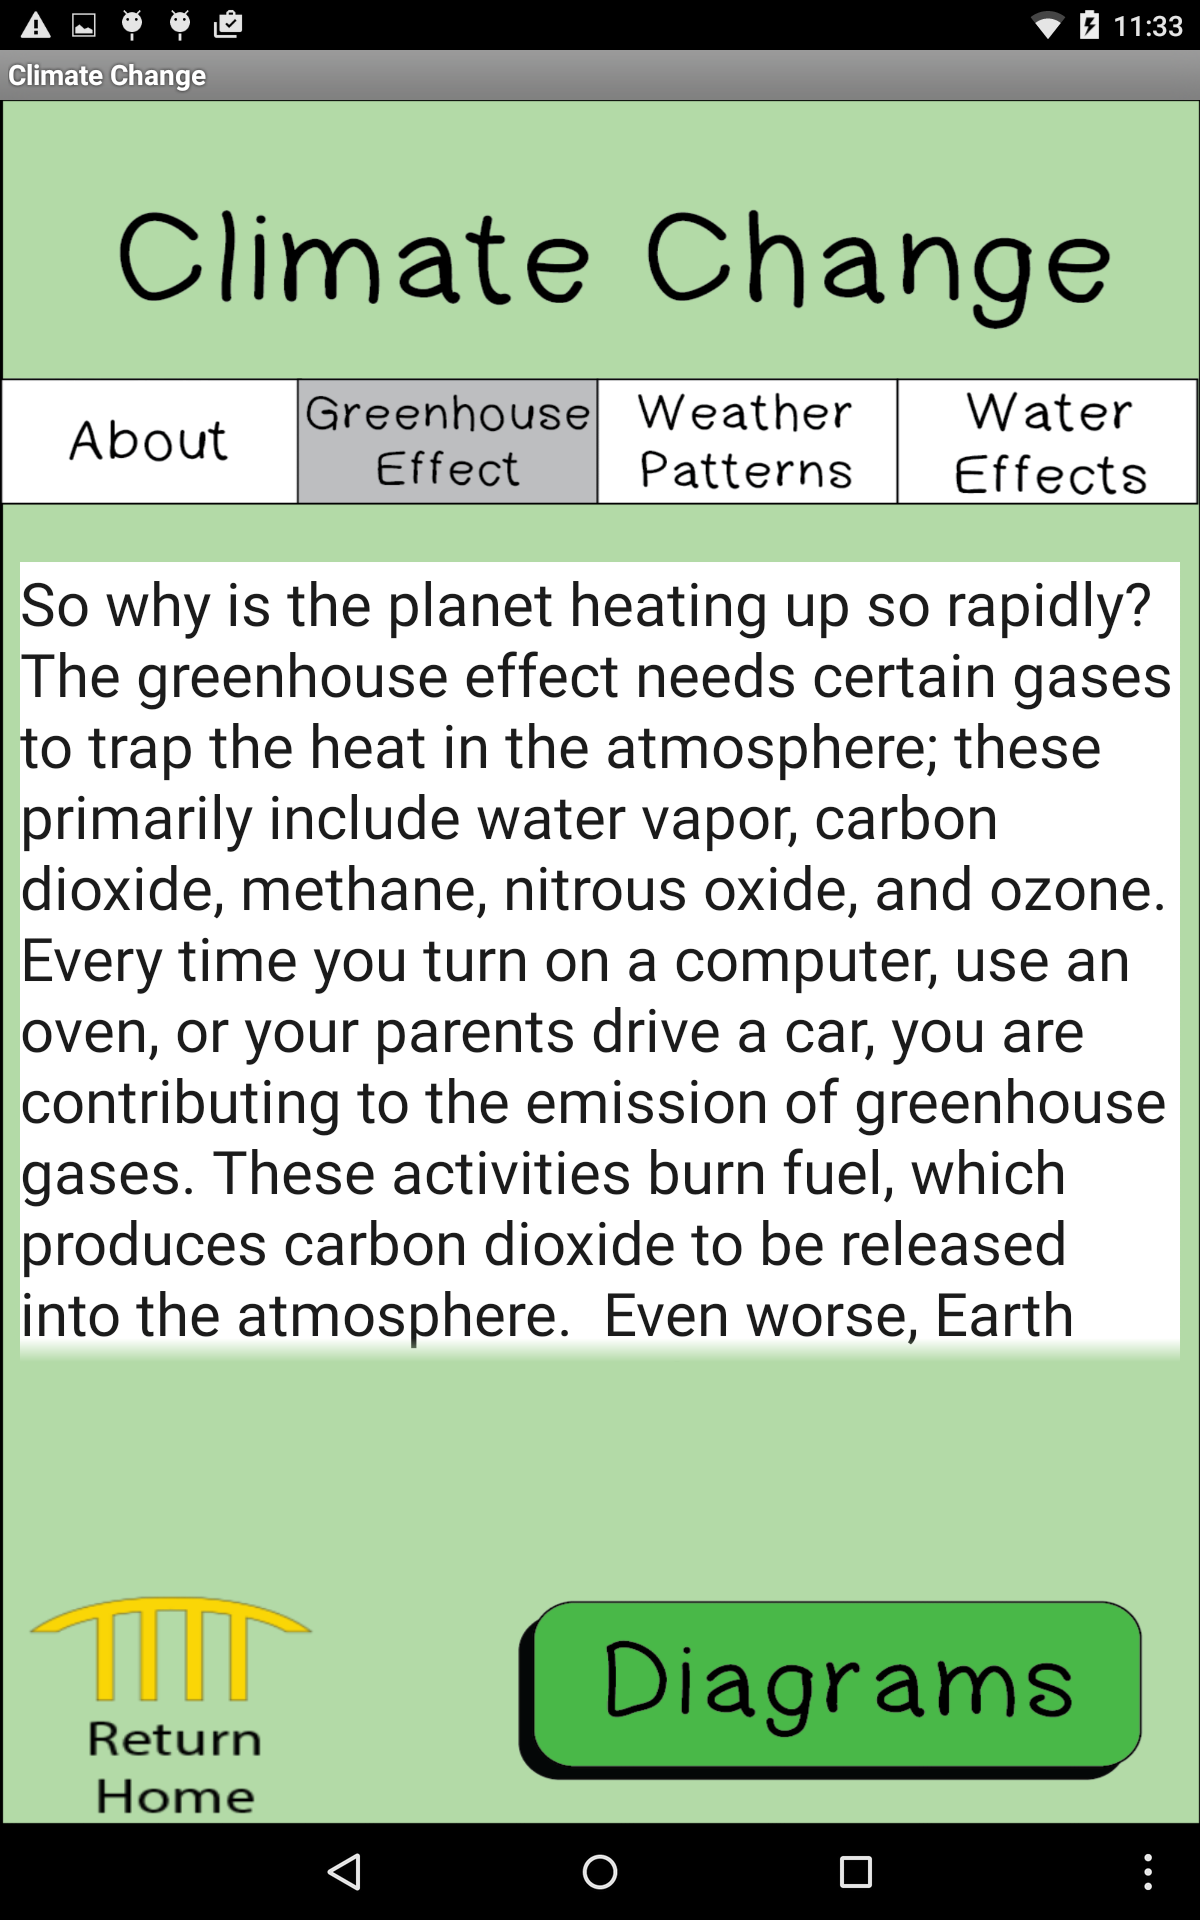 11:33
Climate Change
Climate Change
About
Greenhouse
Effect
Weather
Patterns
Water
Effects
So why is the planet heating up so rapidly?
The greenhouse effect needs certain gases
to trap the heat in the atmosphere; these
primarily include water vapor, carbon
dioxide, methane, nitrous oxide, and ozone.
Every time you turn on a computer, use an
oven, or your parents drive a car, you are
contributing to the emission of greenhouse
gases. These activities burn fuel, which
produces carbon dioxide to be released
into the atmosphere.  Even worse, Earth
Return
Home
Diagrams